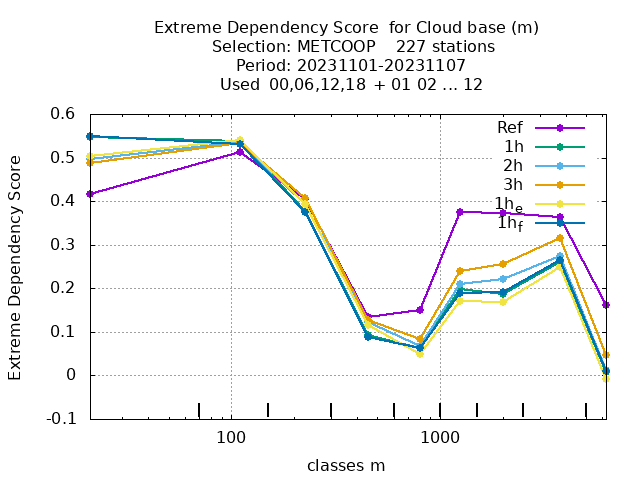 Extreme Dependency Score  for Cloud base (m)
Selection: METCOOP    227 stations
Period: 20231101-20231107
Used  00,06,12,18  + 01 02 ... 12
Extreme Dependency Score
0.6
0.5
0.4
0.3
0.2
0.1
0
-0.1
Ref
1h
2h
3h
1he
1hf
100
1000
classes m